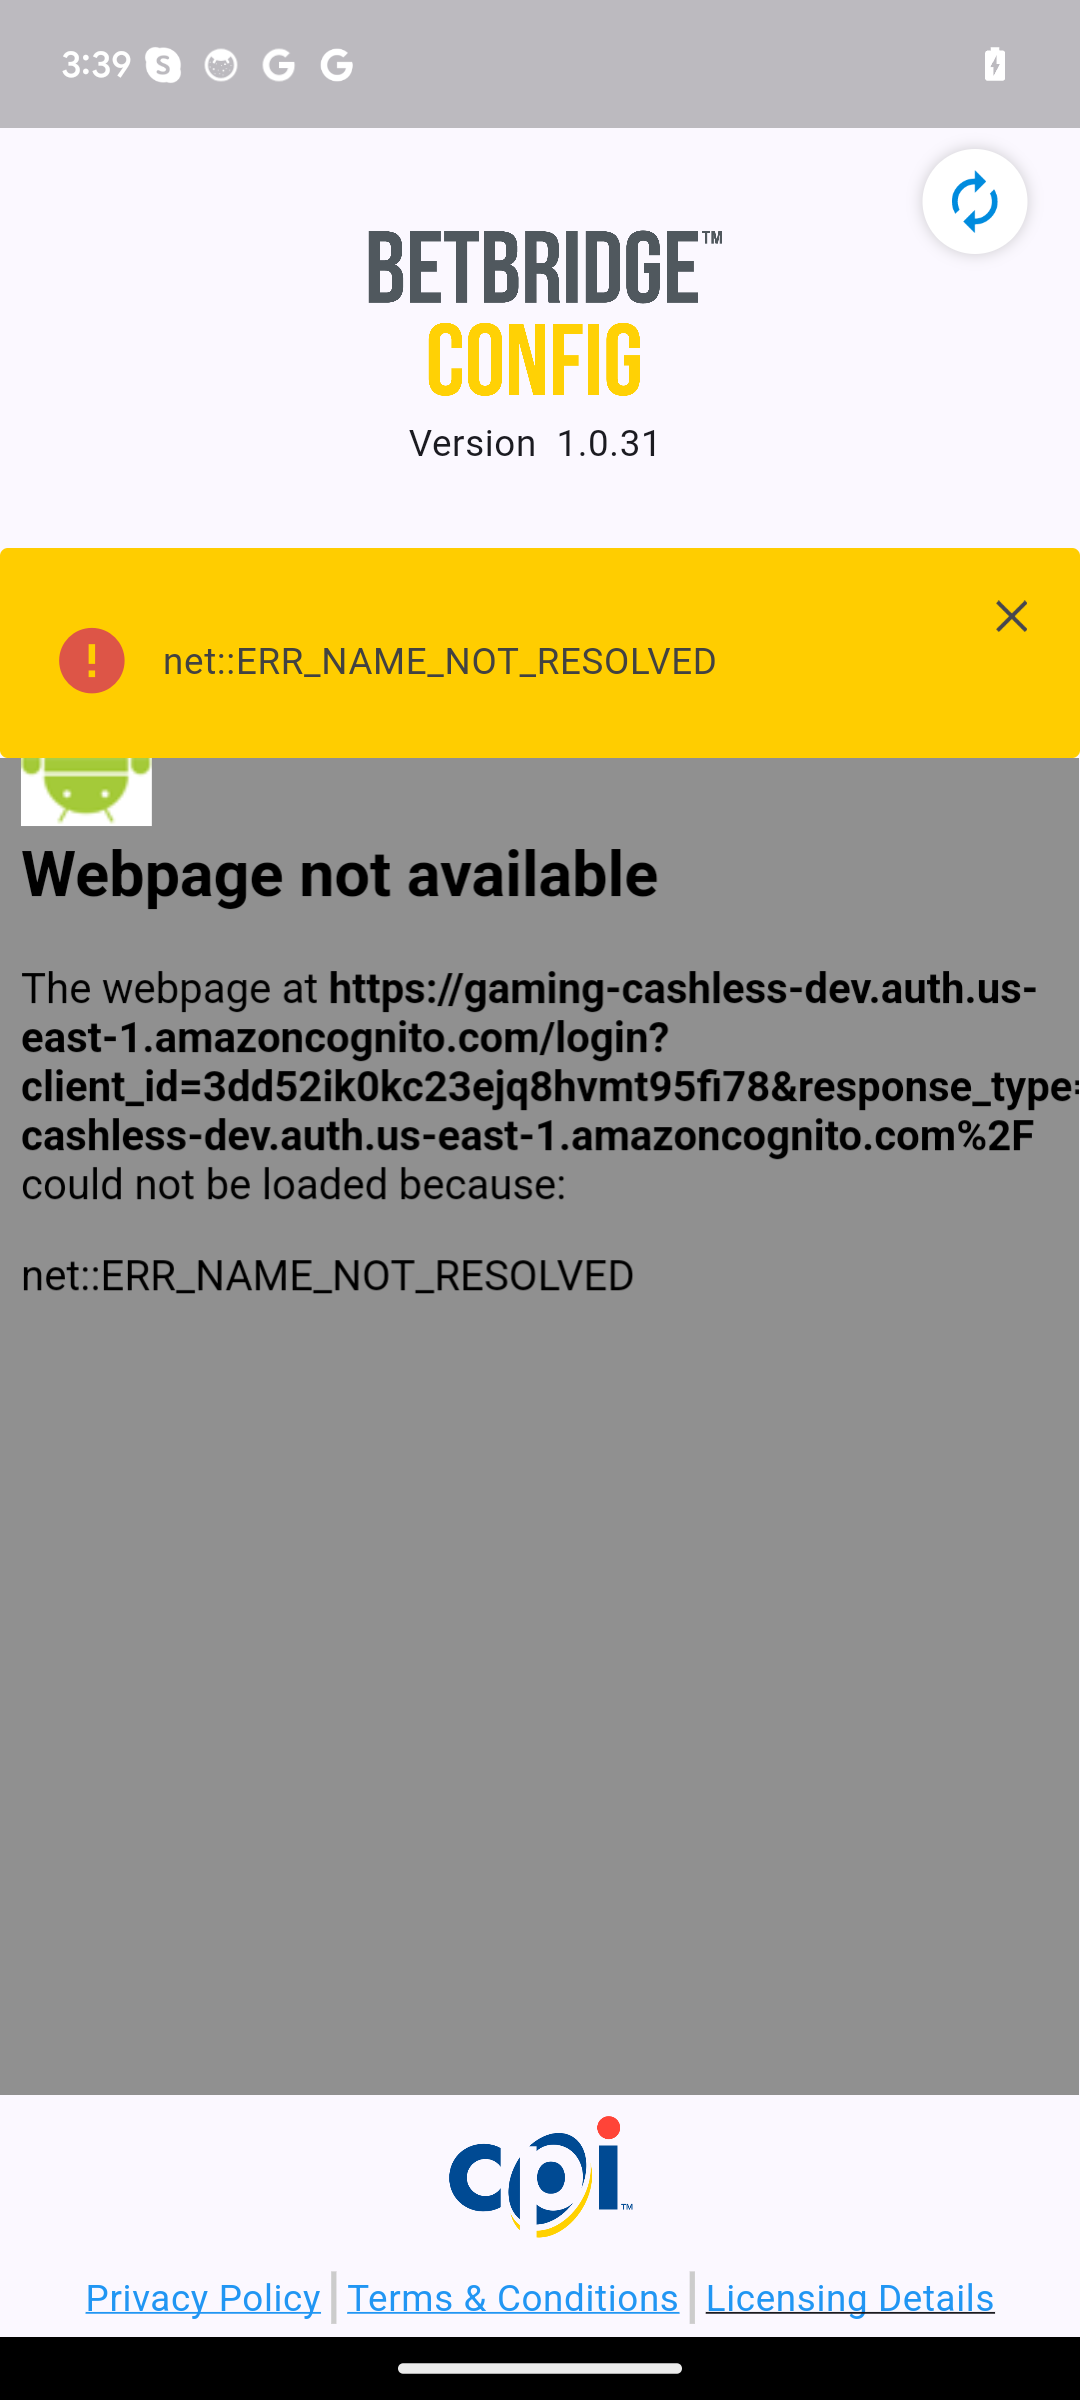 3:39
BETBRIDGE™
CONFIG
Version 1.0.31
net::ERR_NAME_NOT_RESOLVED
Webpage not available
The webpage at https://gaming-cashless-dev.auth.us-
east-1.amazoncognito.com/login?
client_id=3dd52ik0kc23ejq8hvmt95fi78&response_type=
cashless-dev.auth.us-east-1.amazoncognito.com%2F
could not be loaded because:
net::ERR_NAME_NOT_RESOLVED
cpi™
Privacy Policy | Terms & Conditions | Licensing Details